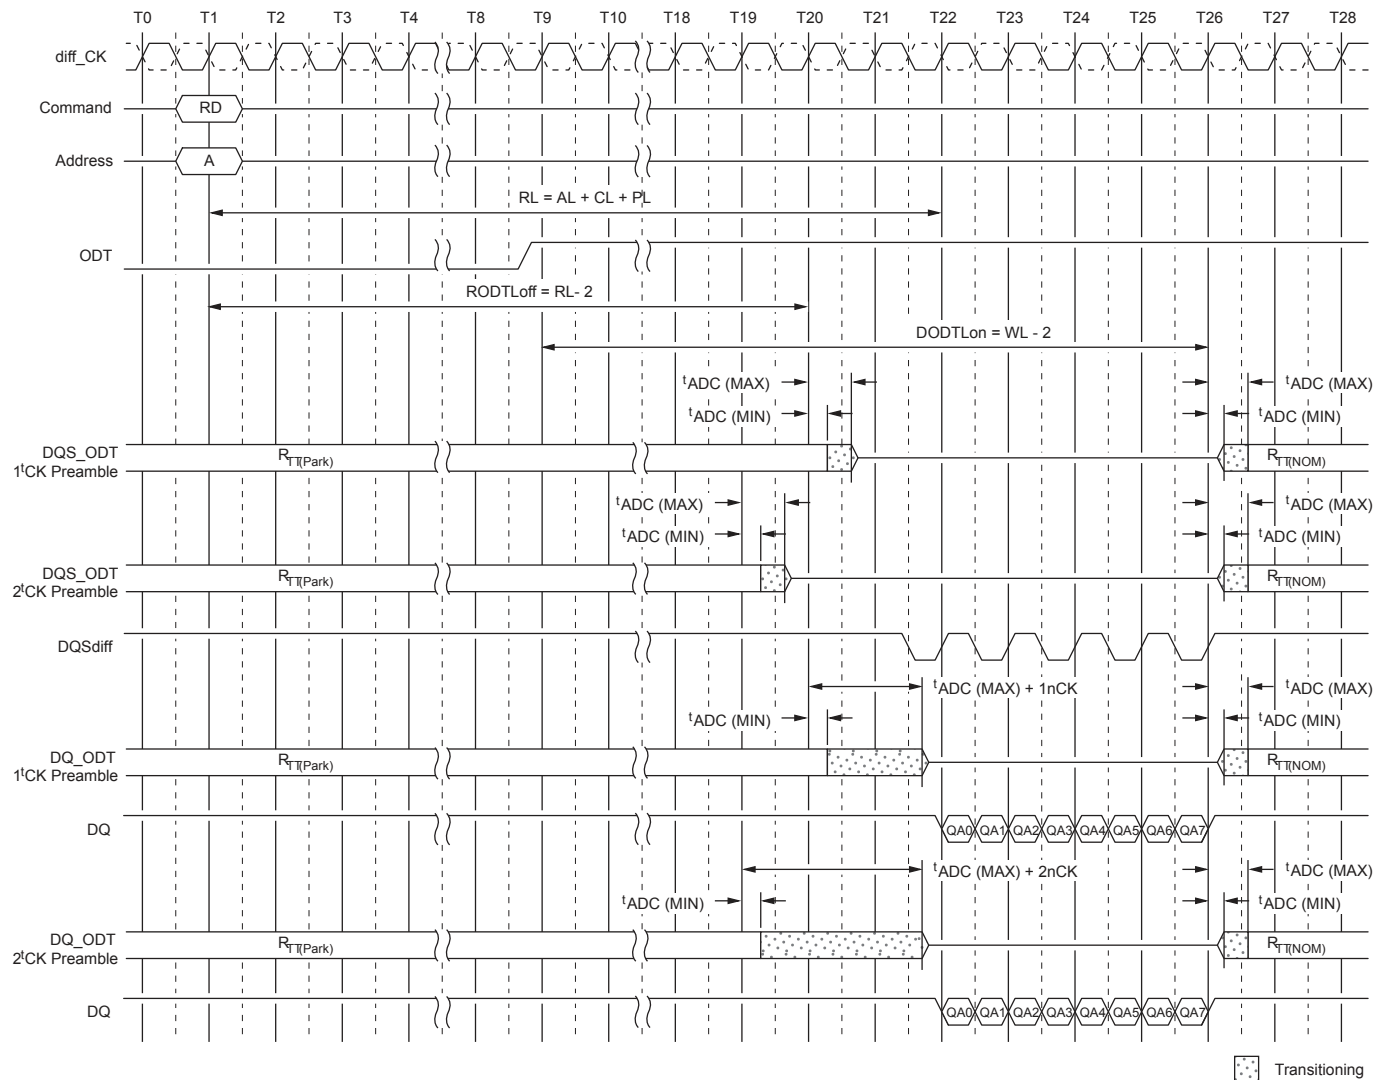 T0 T1 T2 T3 T4 T8 T9 T10 T18 T19 T20 T21 T22 T23 T24 T25 T26 T27 T28
diff_CK
Command RD
Address A
RL = AL + CL + PL
ODT
RODTLoff = RL- 2
DODTLon = WL - 2
tADC (MAX) tADC (MAX)
tADC (MIN) tADC (MIN)
DQS_ODT
1tCK Preamble
RTT(Park) RTT(NOM)
tADC (MAX) tADC (MAX)
tADC (MIN) tADC (MIN)
DQS_ODT
2tCK Preamble
RTT(Park) RTT(NOM)
DQSdiff
tADC (MAX) + 1nCK tADC (MAX)
tADC (MIN) tADC (MIN)
DQ_ODT
1tCK Preamble
RTT(Park) RTT(NOM)
DQ QA0 QA1 QA2 QA3 QA4 QA5 QA6 QA7
tADC (MAX) + 2nCK tADC (MAX)
tADC (MIN) tADC (MIN)
DQ_ODT
2tCK Preamble
RTT(Park) RTT(NOM)
DQ QA0 QA1 QA2 QA3 QA4 QA5 QA6 QA7
Transitioning